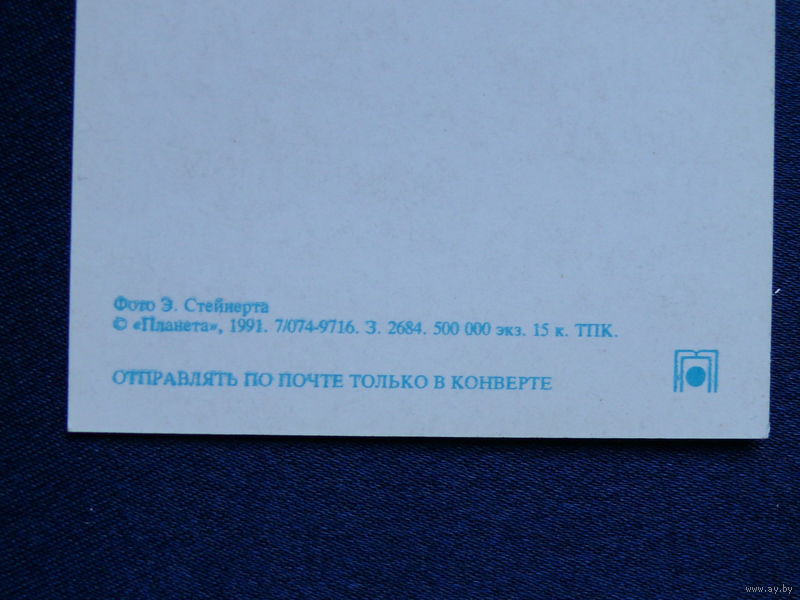 Фото Э. Стейнерта
© «Планета», 1991. 7/074-9716. З. 2684. 500 000 экз. 15 к. ТПК.
ОТПРАВЛЯТЬ ПО ПОЧТЕ ТОЛЬКО В КОНВЕРТЕ
www.ay.by